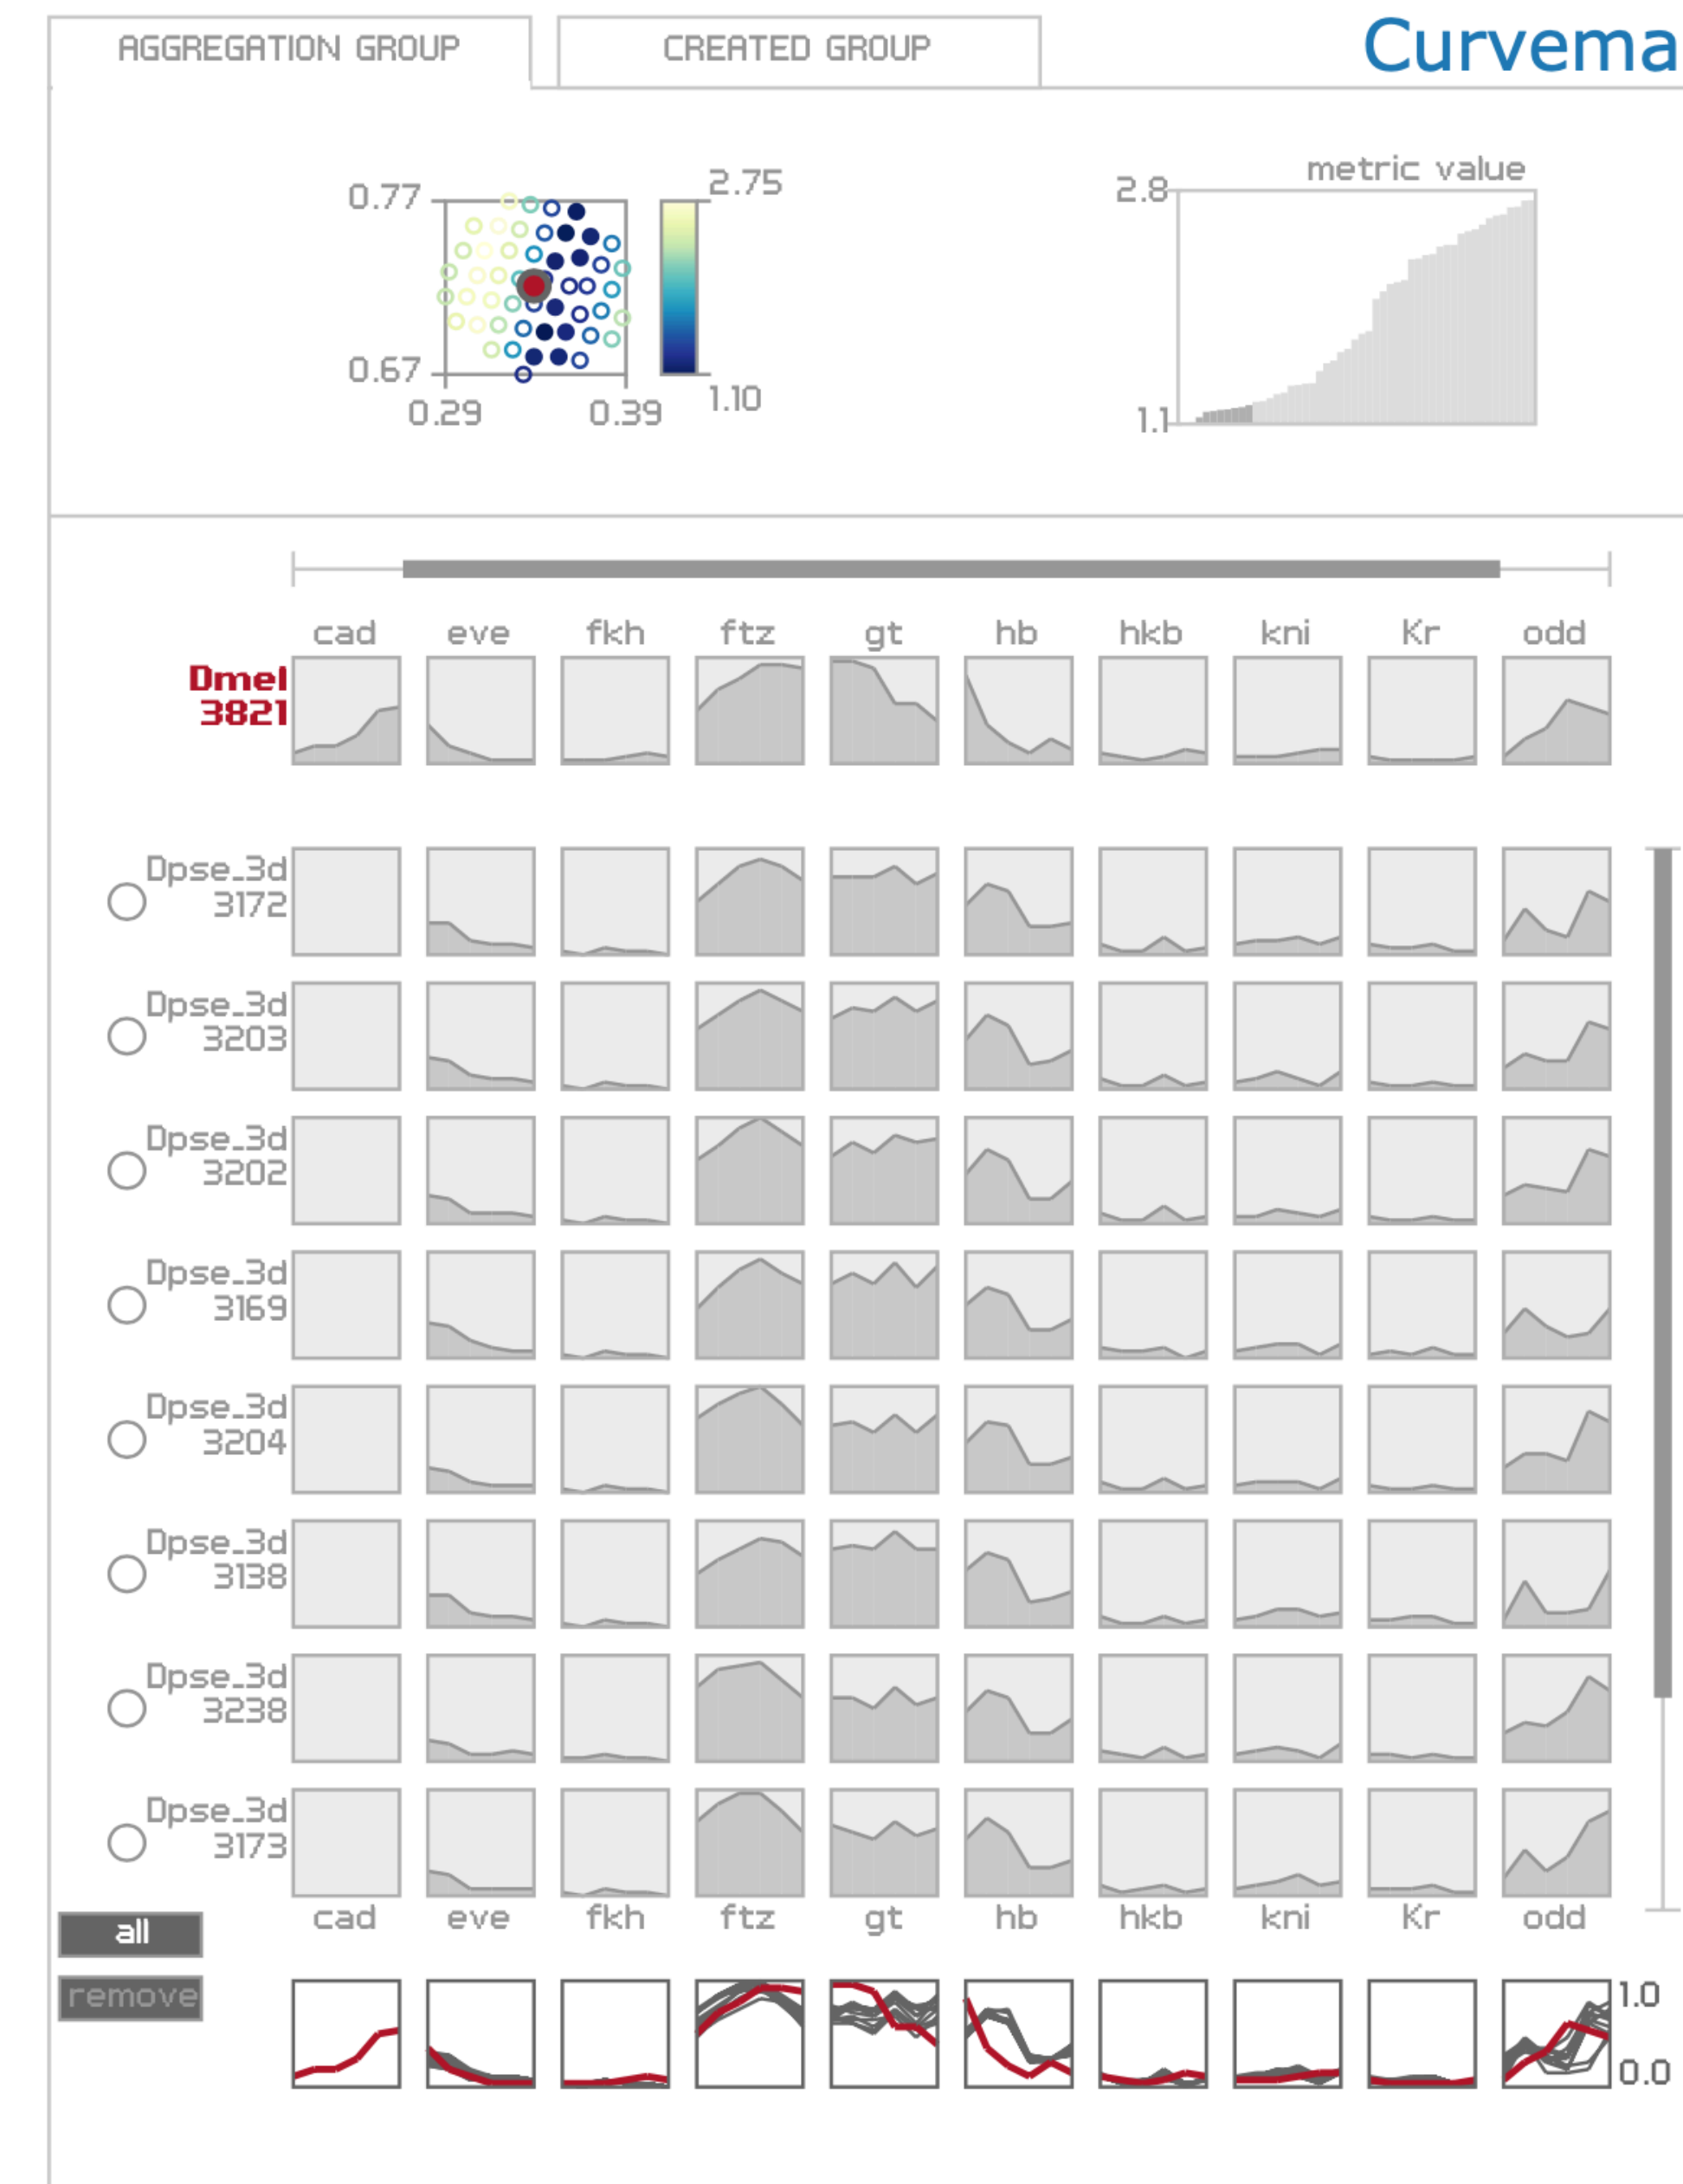 AGGREGATION GROUP CREATED GROUP Curvema
metric value
0.77 2.75 2.8
0.67 1.10 1.1
0.29 0.39
cad eve fkh ftz gt hb hkb kni Kr odd
Dmel
3821
Dpse_3d
3172
Dpse_3d
3203
Dpse_3d
3202
Dpse_3d
3169
Dpse_3d
3204
Dpse_3d
3138
Dpse_3d
3238
Dpse_3d
3173
all cad eve fkh ftz gt hb hkb kni Kr odd
remove 1.0
0.0